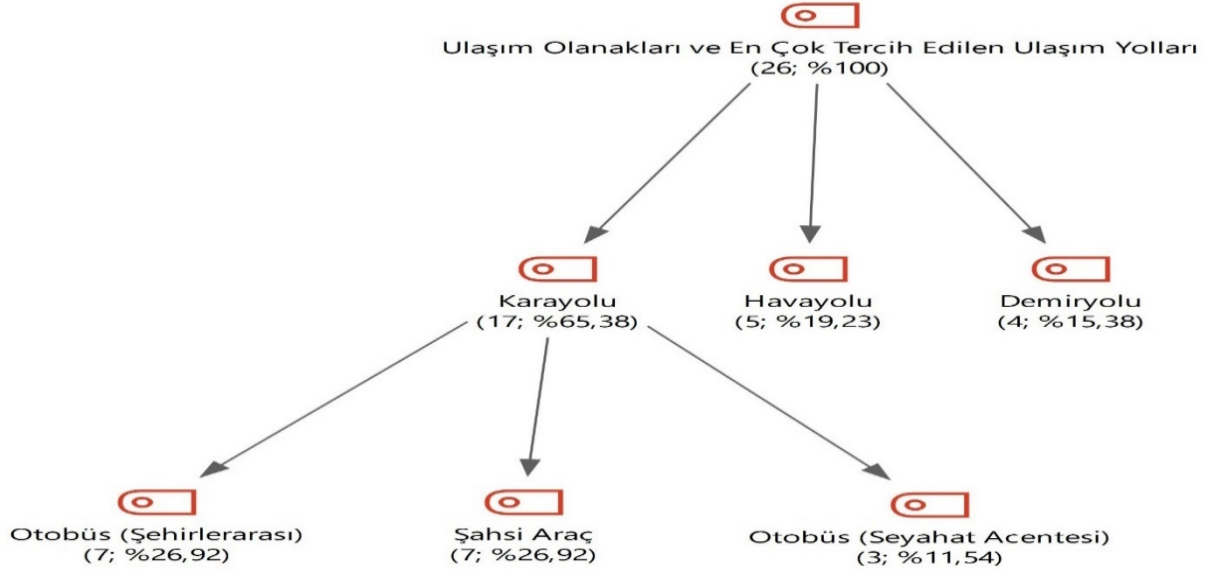 Ulaşım Olanakları ve En Çok Tercih Edilen Ulaşım Yolları
(26; %100)
Karayolu
(17; %65,38)
Havayolu
(5; %19,23)
Demiryolu
(4; %15,38)
Otobüs (Şehirlerarası)
(7; %26,92)
Şahsi Araç
(7; %26,92)
Otobüs (Seyahat Acentesi)
(3; %11,54)